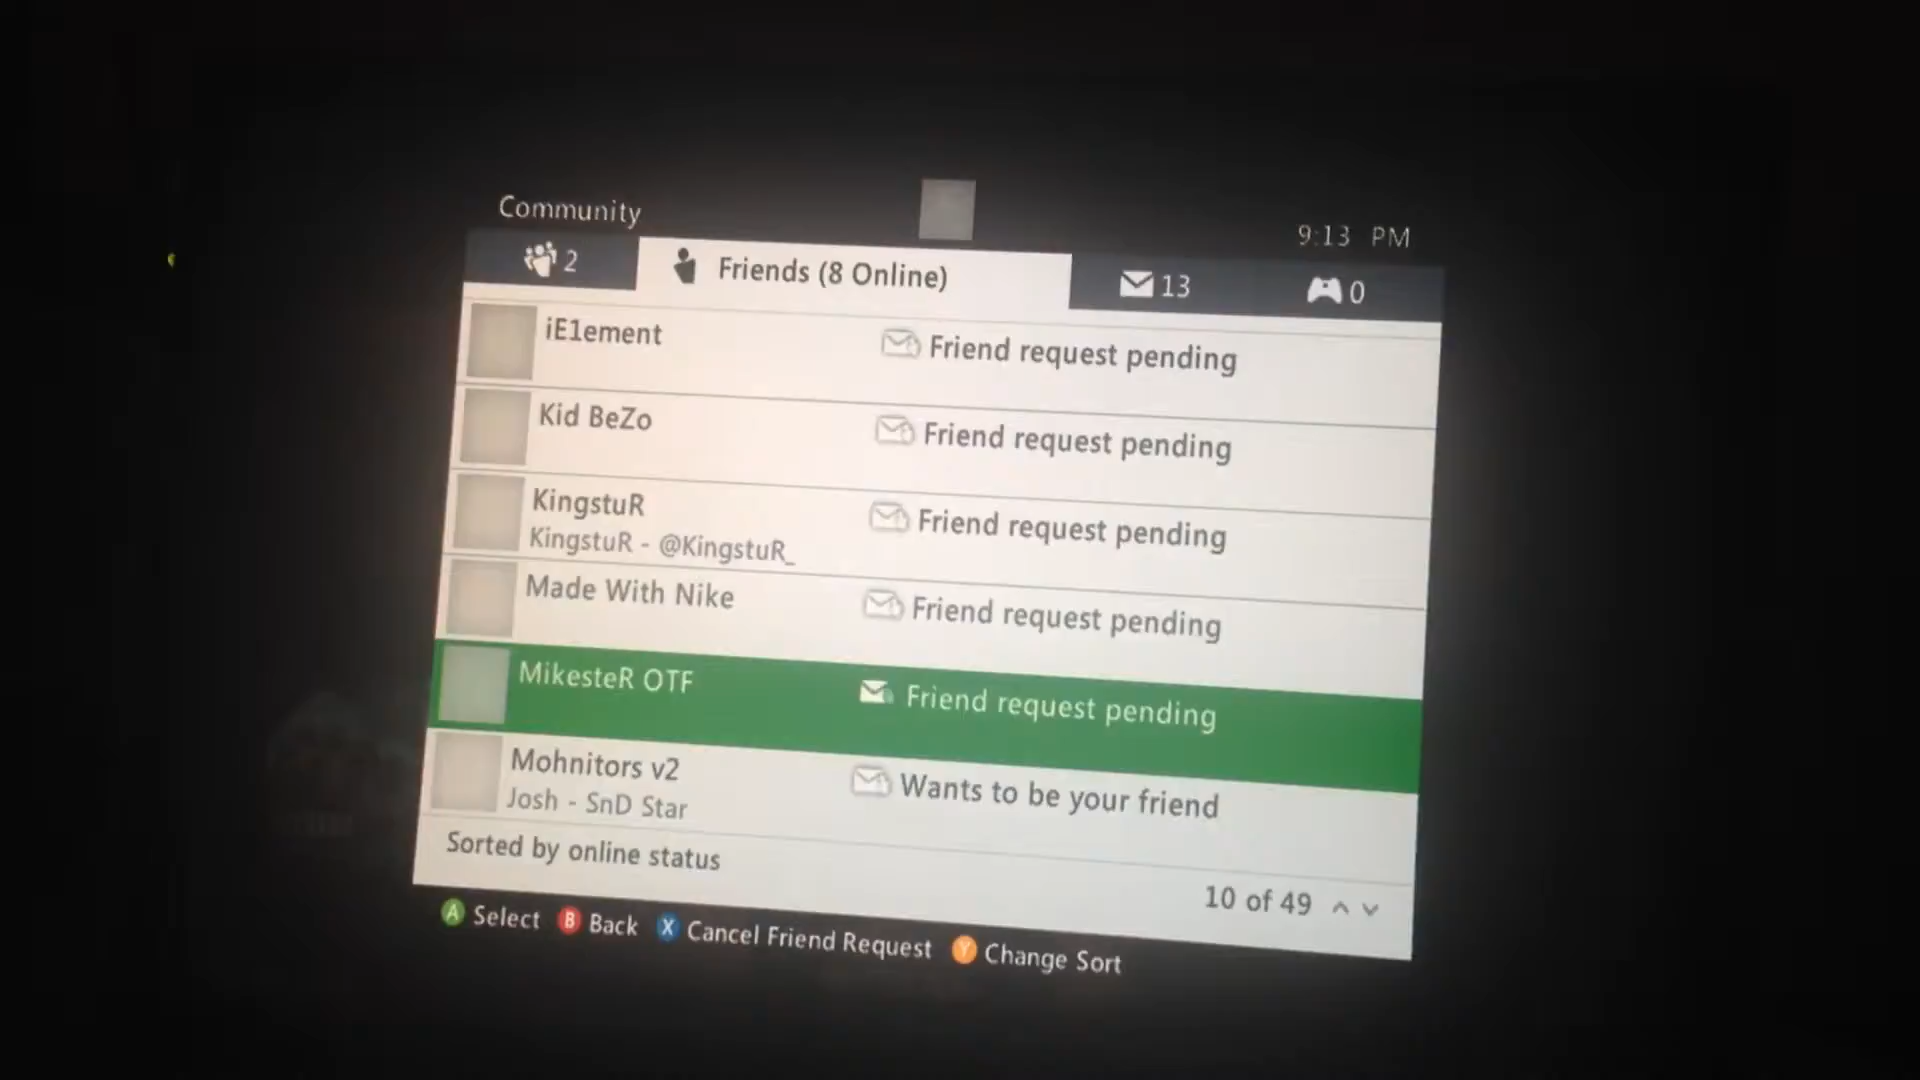 Community
9:13 PM
2
Friends (8 Online)
13
0
iE1ement
Friend request pending
Kid BeZo
Friend request pending
KingstuR
Friend request pending
KingstuR - @KingstuR_
Made With Nike
Friend request pending
MikesteR OTF
Friend request pending
Mohnitors v2
Wants to be your friend
Josh - SnD Star
Sorted by online status
10 of 49
A Select B Back X Cancel Friend Request Y Change Sort